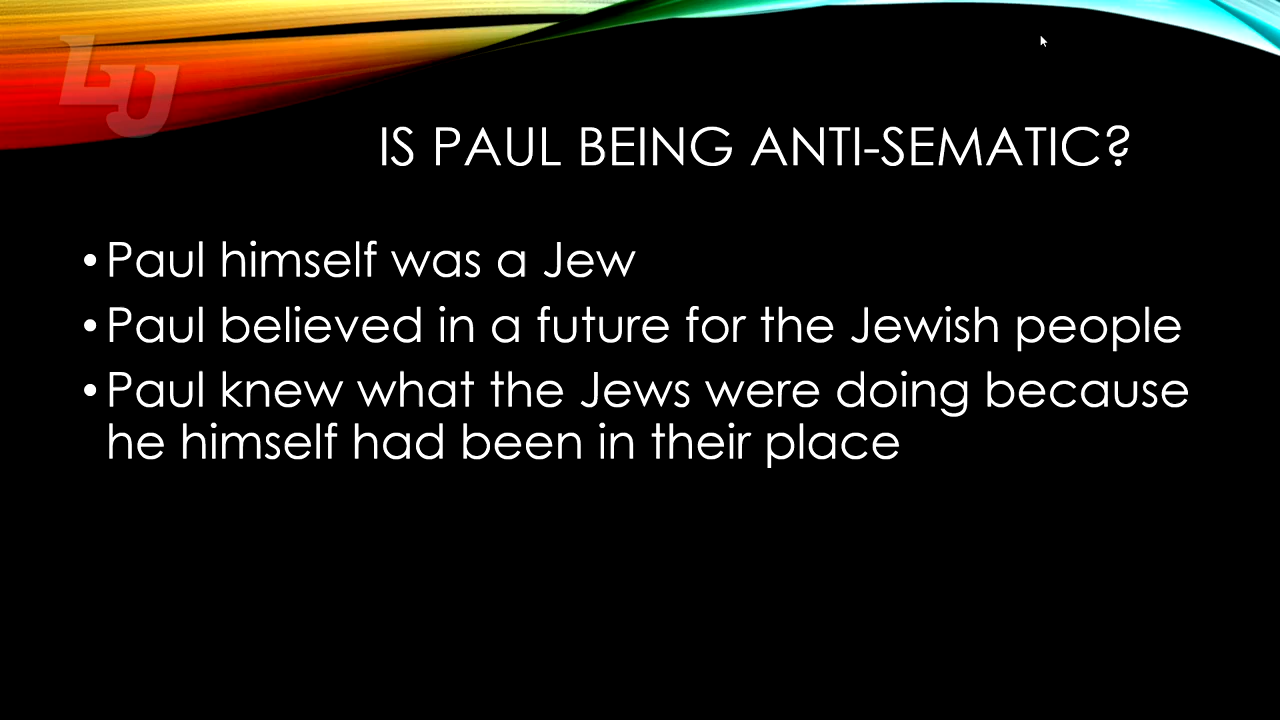 LU
IS PAUL BEING ANTI-SEMATIC?
•Paul himself was a Jew
•Paul believed in a future for the Jewish people
•Paul knew what the Jews were doing because
he himself had been in their place